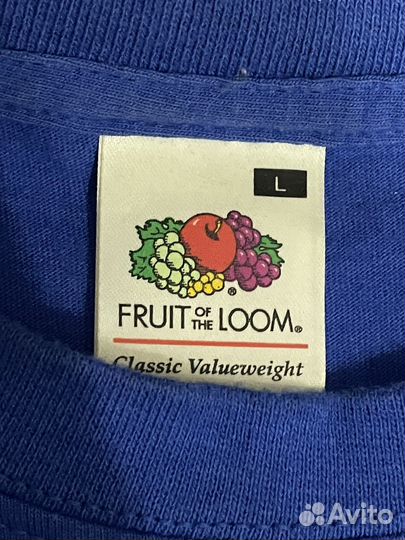 L
FRUIT OF THE LOOM®
Classic Valueweight
Avito